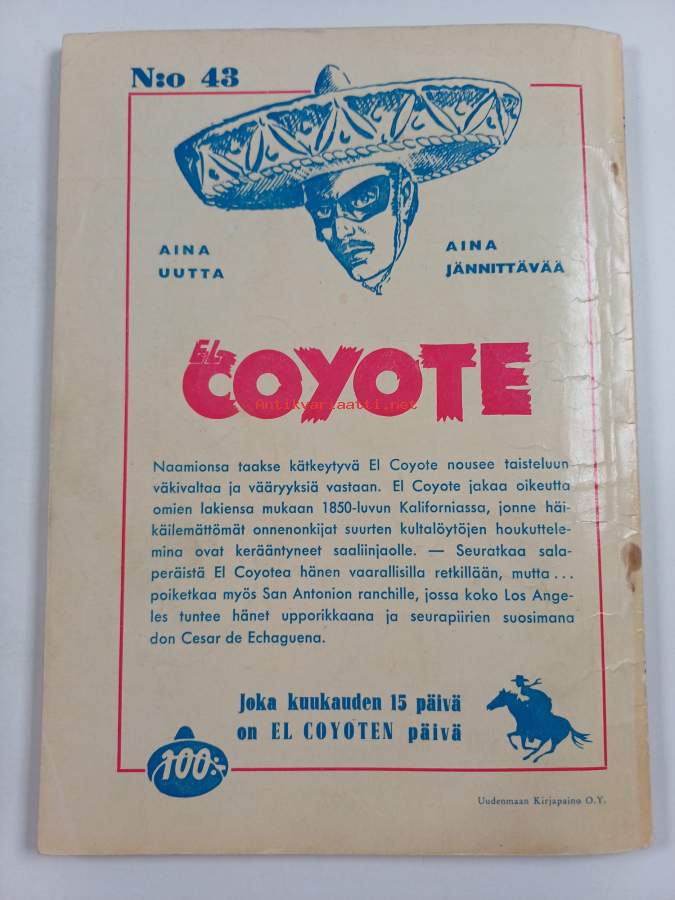 N:o 43
AINA
UUTTA
AINA
JÄNNITTÄVÄÄ
EL
COYOTE
Antikvariaatti.net
Naamionsa taakse kätkeytyvä El Coyote nousee taisteluun
väkivaltaa ja vääryyksiä vastaan. El Coyote jakaa oikeutta
omien lakiensa mukaan 1850-luvun Kaliforniassa, jonne häi-
käilemättömät onnenonkijat suurten kultalöytöjen houkuttele-
mina ovat kerääntyneet saaliinjaolle. — Seuratkaa sala-
peräistä El Coyotea hänen vaarallisilla retkillään, mutta...
poiketkaa myös San Antonion ranchille, jossa koko Los Ange-
les tuntee hänet upporikkaana ja seurapiirien suosimana
don Cesar de Echaguena.
Joka kuukauden 15 päivä
on EL COYOTEN päivä
100:-
Uudenmaan Kirjapaino O.Y.